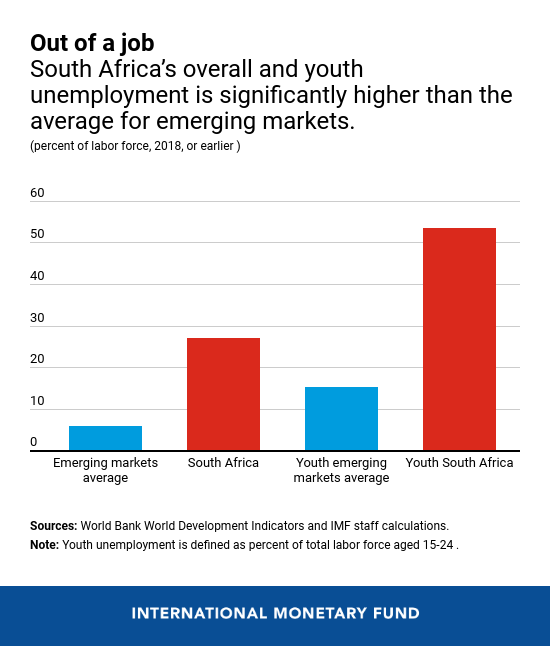 Out of a job
South Africa’s overall and youth
unemployment is significantly higher than the
average for emerging markets.
(percent of labor force, 2018, or earlier )
60
50
40
30
20
10
0
Emerging markets
average
South Africa
Youth emerging
markets average
Youth South Africa
Sources: World Bank World Development Indicators and IMF staff calculations.
Note: Youth unemployment is defined as percent of total labor force aged 15-24 .
INTERNATIONAL MONETARY FUND